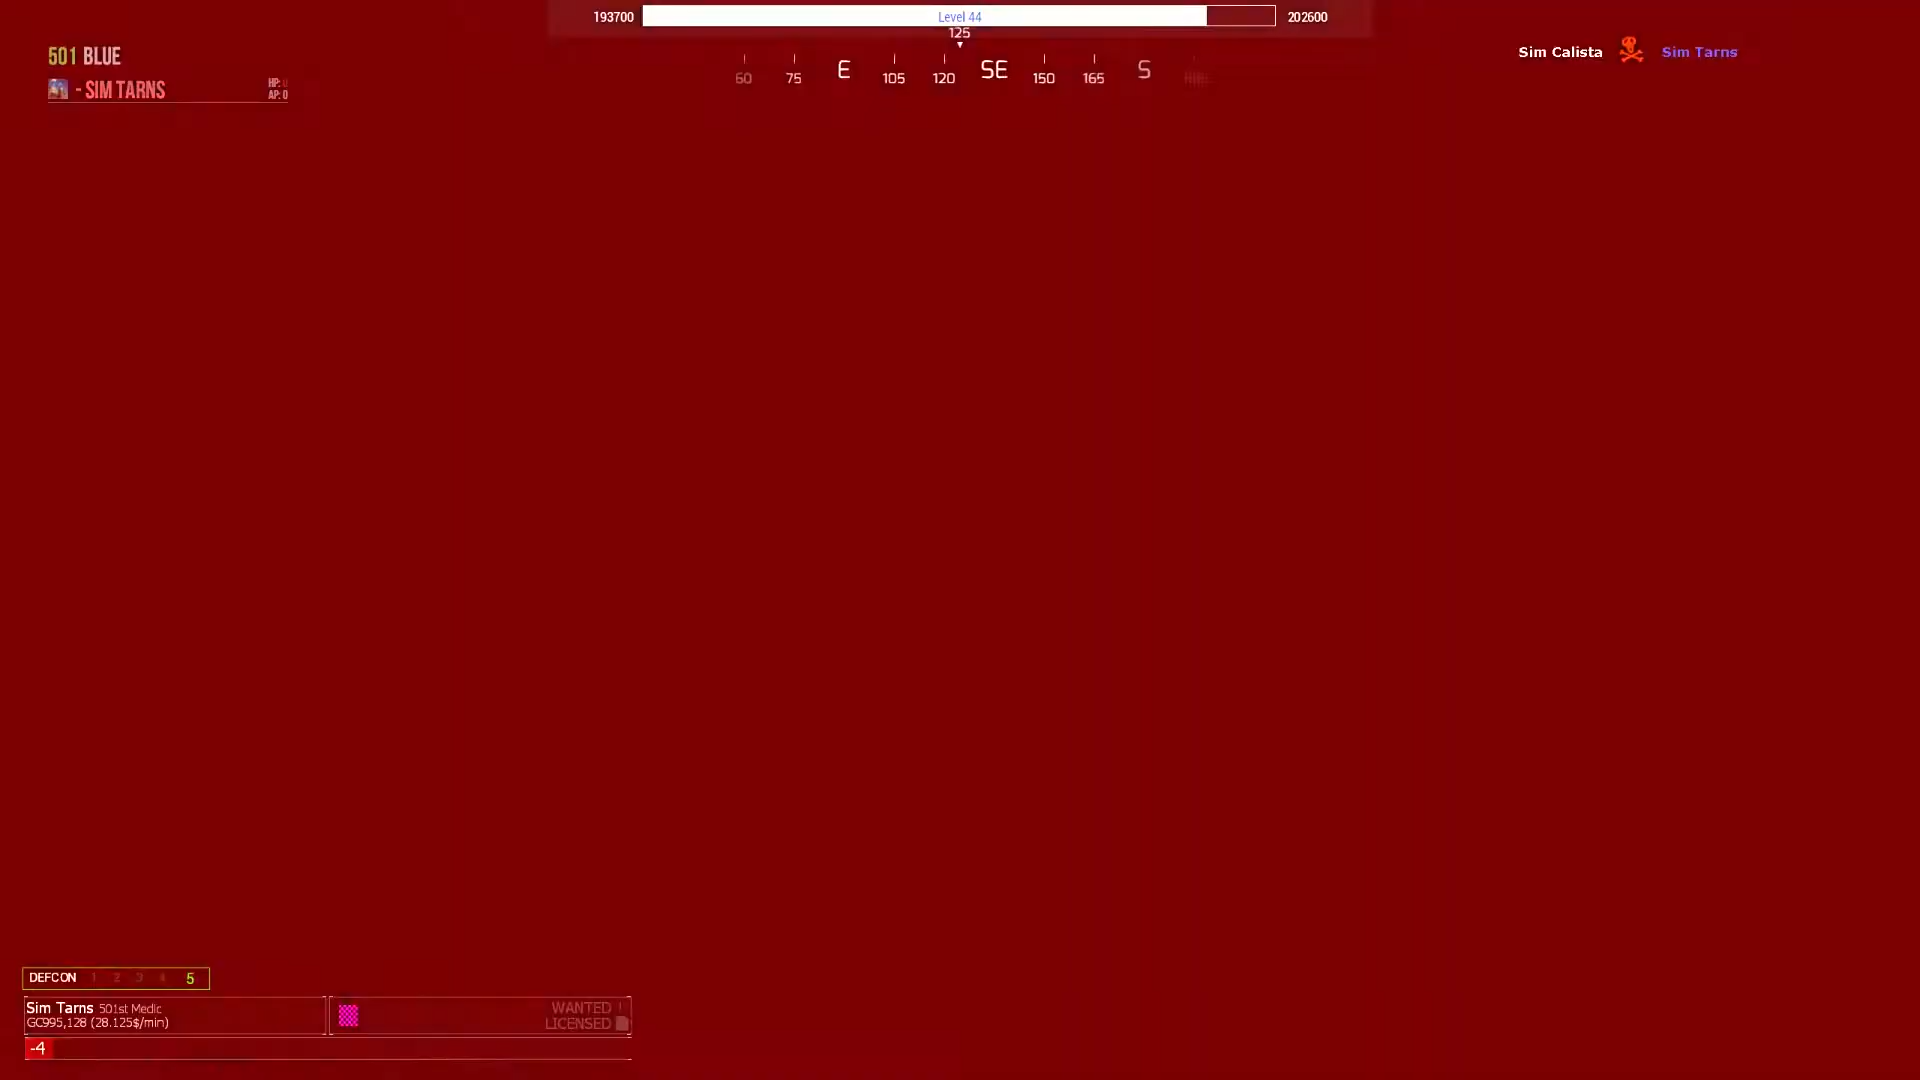 193700 Level 44 202600
125
501 BLUE
- SIM TARNS HP:
AP: 0
60 75 E 105 120 SE 150 165 S
Sim Calista Sim Tarns
DEFCON 1 2 3 4 5
Sim Tarns 501st Medic
GC995,128 (28.125$/min)
WANTED !
LICENSED
-4